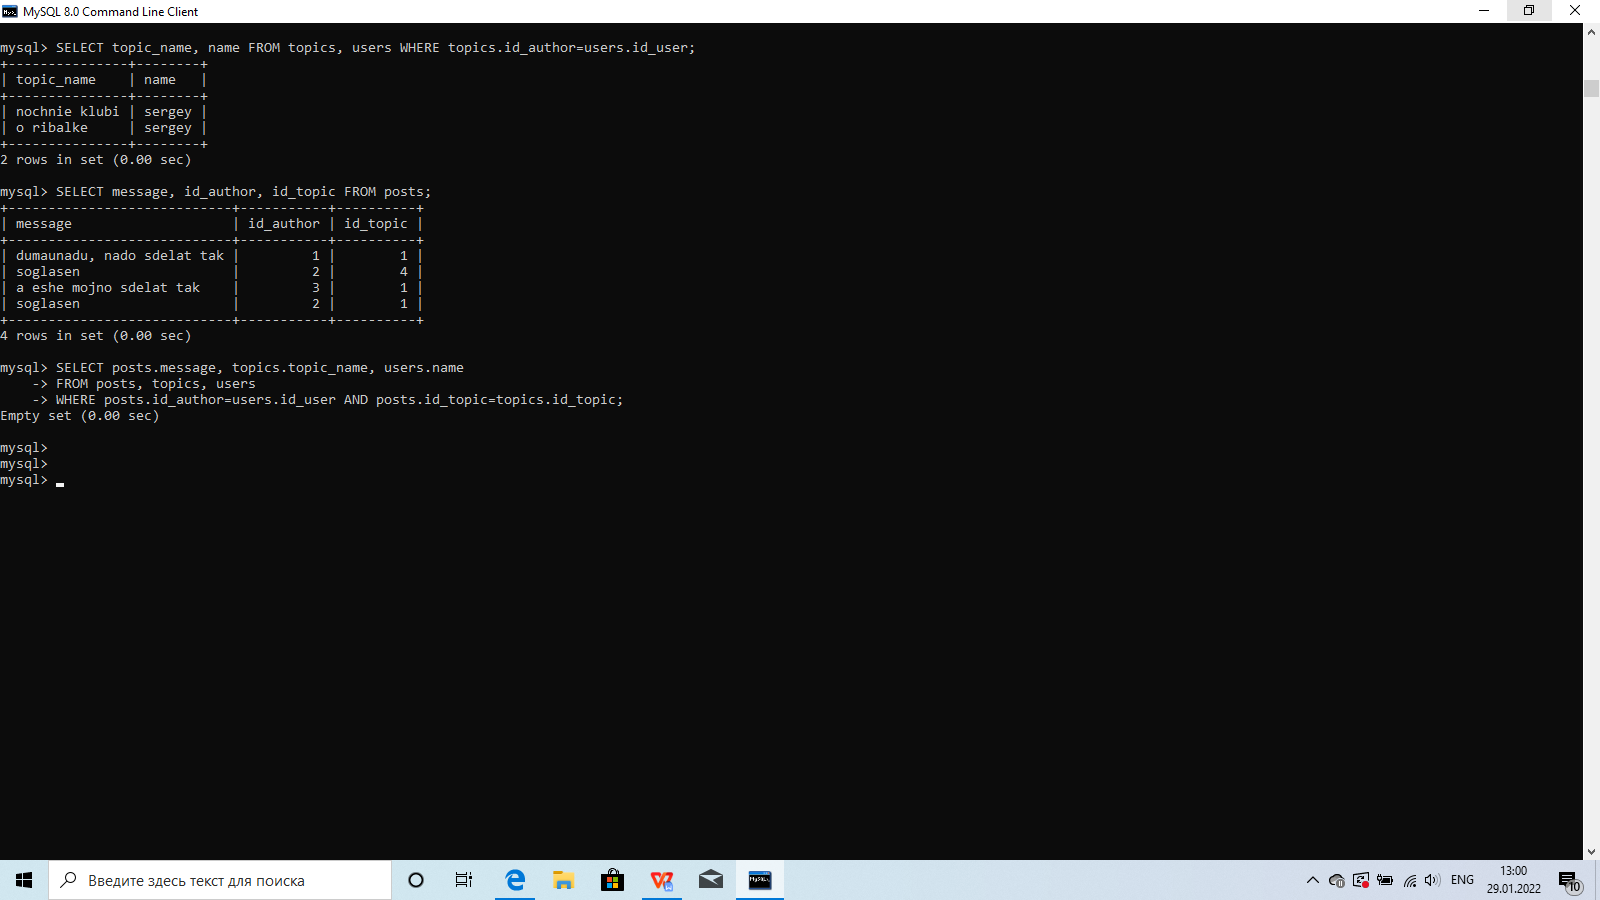 MySQL 8.0 Command Line Client
mysql> SELECT topic_name, name FROM topics, users WHERE topics.id_author=users.id_user;
+---------------+--------+
| topic_name    | name   |
+---------------+--------+
| nochnie klubi | sergey |
| o ribalke     | sergey |
+---------------+--------+
2 rows in set (0.00 sec)
mysql> SELECT message, id_author, id_topic FROM posts;
+----------------------------+-----------+----------+
| message                    | id_author | id_topic |
+----------------------------+-----------+----------+
| dumaunadu, nado sdelat tak |         1 |        1 |
| soglasen                   |         2 |        4 |
| a eshe mojno sdelat tak    |         3 |        1 |
| soglasen                   |         2 |        1 |
+----------------------------+-----------+----------+
4 rows in set (0.00 sec)
mysql> SELECT posts.message, topics.topic_name, users.name
    -> FROM posts, topics, users
    -> WHERE posts.id_author=users.id_user AND posts.id_topic=topics.id_topic;
Empty set (0.00 sec)
mysql>
mysql>
mysql>
Введите здесь текст для поиска
ENG
13:00
29.01.2022
10